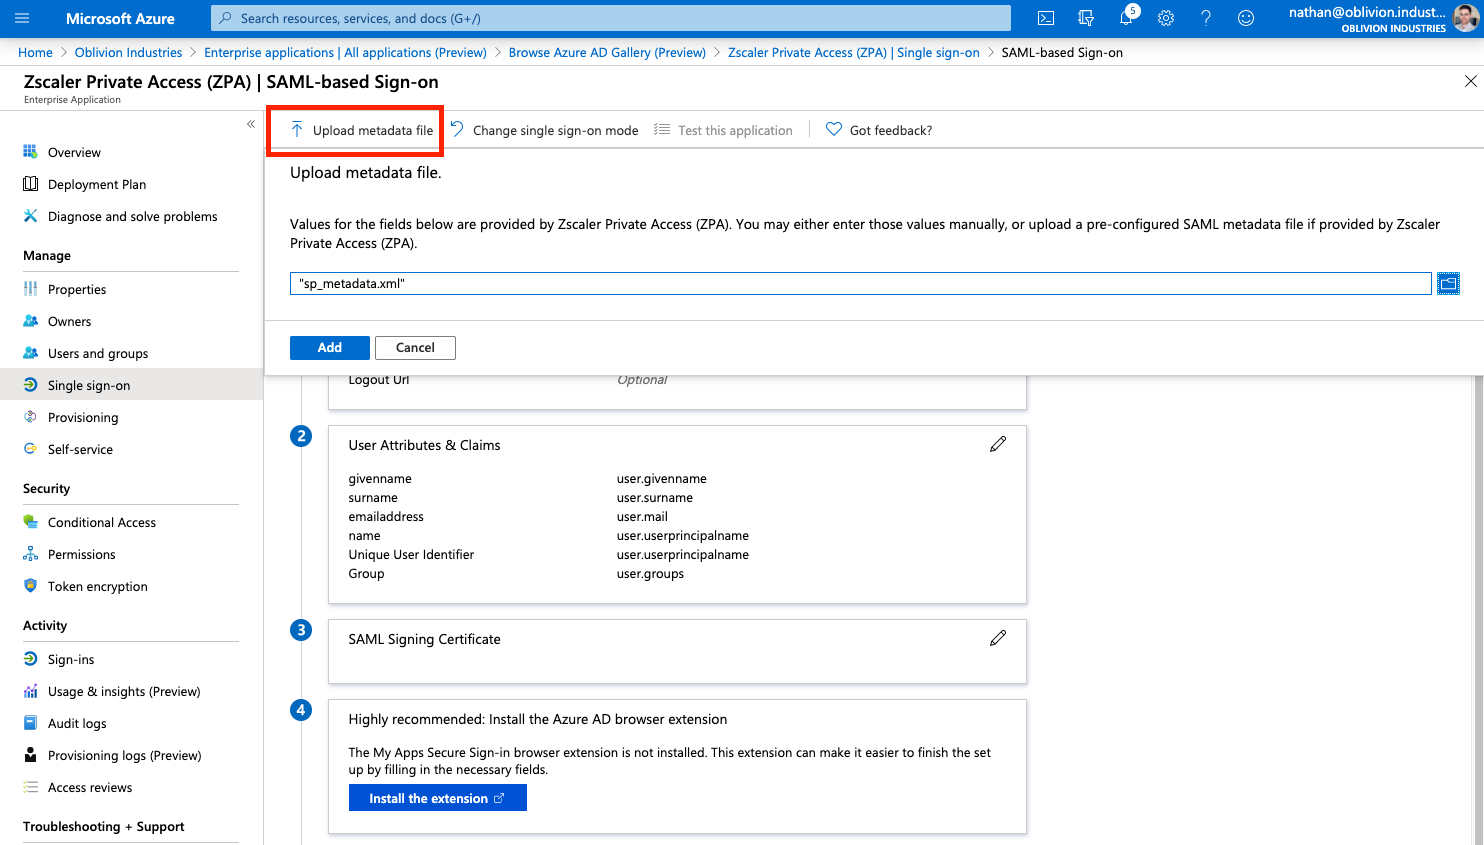 Microsoft Azure
Search resources, services, and docs (G+/)
5
nathan@oblivion.indust...
OBLIVION INDUSTRIES
Home > Oblivion Industries > Enterprise applications | All applications (Preview) > Browse Azure AD Gallery (Preview) > Zscaler Private Access (ZPA) | Single sign-on > SAML-based Sign-on
Zscaler Private Access (ZPA) | SAML-based Sign-on
Enterprise Application
Overview
Deployment Plan
Diagnose and solve problems
Manage
Properties
Owners
Users and groups
Single sign-on
Provisioning
Self-service
Security
Conditional Access
Permissions
Token encryption
Activity
Sign-ins
Usage & insights (Preview)
Audit logs
Provisioning logs (Preview)
Access reviews
Troubleshooting + Support
Upload metadata file
Change single sign-on mode
Test this application
Got feedback?
Upload metadata file.
Values for the fields below are provided by Zscaler Private Access (ZPA). You may either enter those values manually, or upload a pre-configured SAML metadata file if provided by Zscaler
Private Access (ZPA).
"sp_metadata.xml"
Add
Cancel
Logout Url Optional
2
User Attributes & Claims
givenname user.givenname
surname user.surname
emailaddress user.mail
name user.userprincipalname
Unique User Identifier user.userprincipalname
Group user.groups
3
SAML Signing Certificate
4
Highly recommended: Install the Azure AD browser extension
The My Apps Secure Sign-in browser extension is not installed. This extension can make it easier to finish the set
up by filling in the necessary fields.
Install the extension